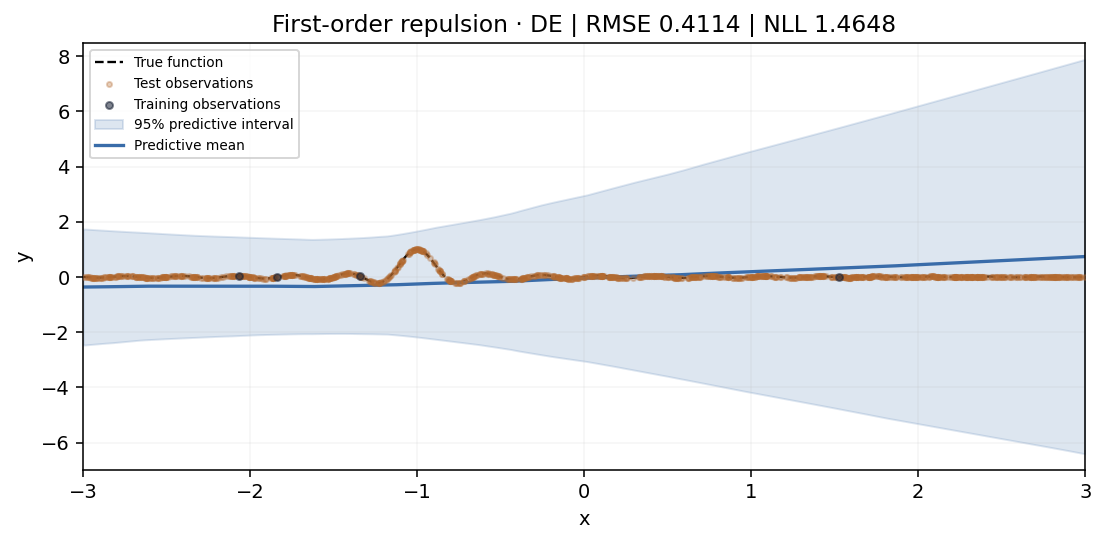 First-order repulsion · DE | RMSE 0.4114 | NLL 1.4648
True function
Test observations
Training observations
95% predictive interval
Predictive mean
y
8
6
4
2
0
−2
−4
−6
−3
−2
−1
0
1
2
3
x